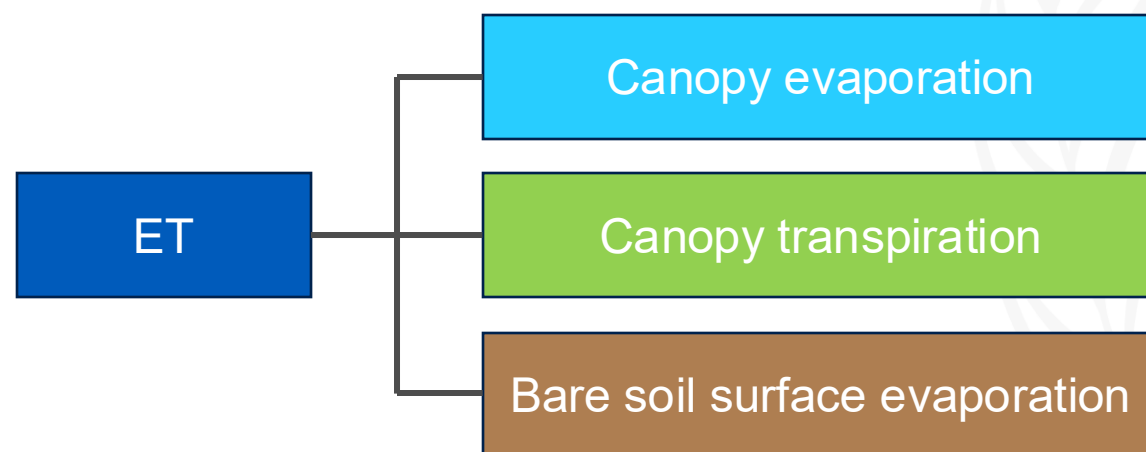 Canopy evaporation
ET
Canopy transpiration
Bare soil surface evaporation